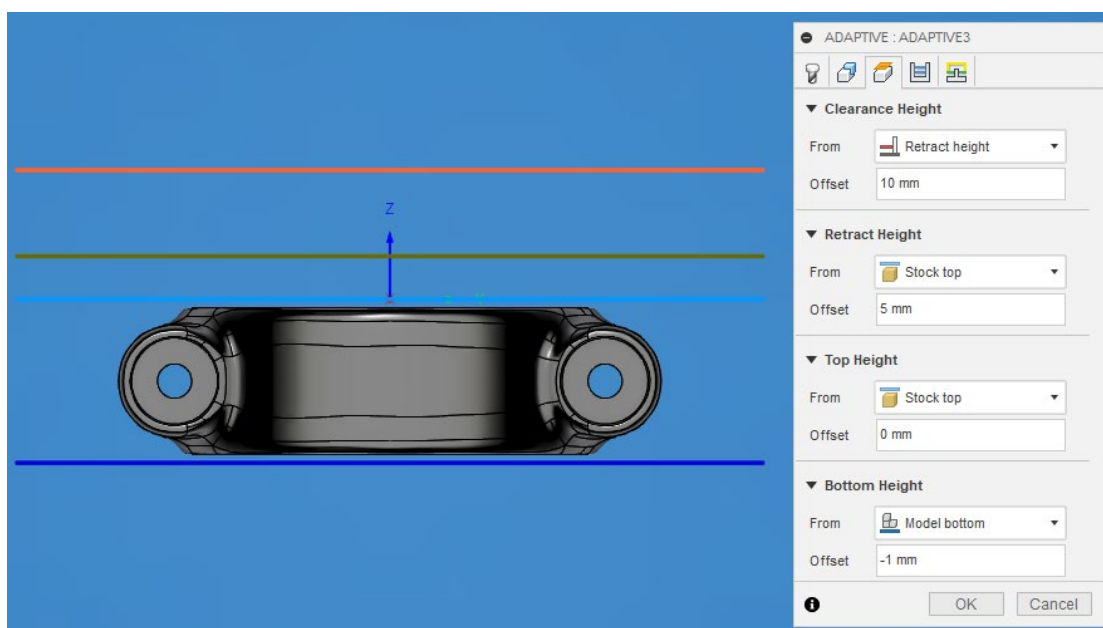 ADAPTIVE : ADAPTIVE3
Clearance Height
From Retract height
Offset 10 mm
Retract Height
From Stock top
Offset 5 mm
Top Height
From Stock top
Offset 0 mm
Bottom Height
From Model bottom
Offset -1 mm
OK Cancel
Z